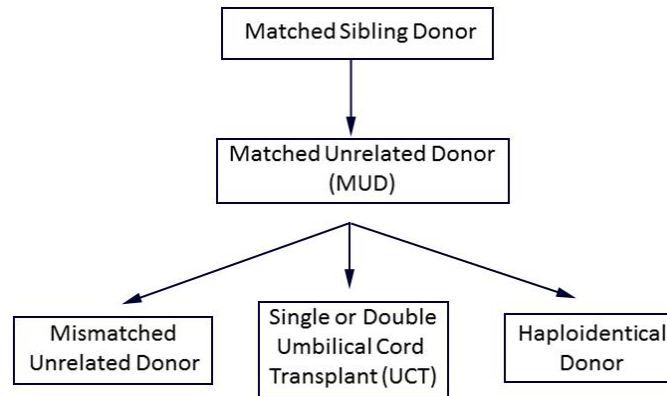 Matched Sibling Donor
Matched Unrelated Donor
(MUD)
Mismatched
Unrelated Donor
Single or Double
Umbilical Cord
Transplant (UCT)
Haploidentical
Donor